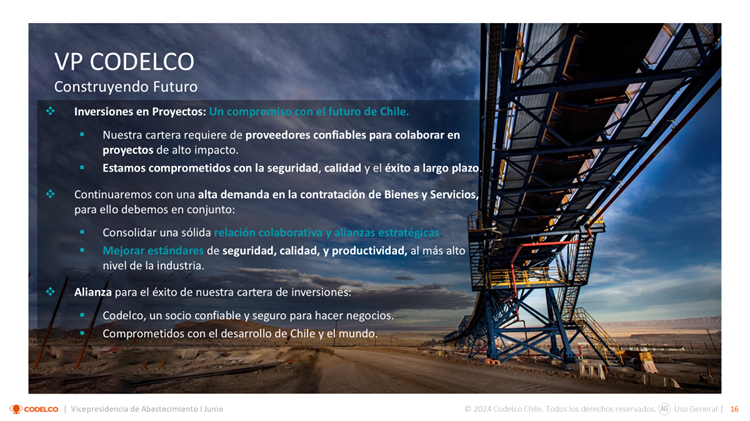 VP CODELCO
Construyendo Futuro
Inversiones en Proyectos: Un compromiso con el futuro de Chile.
Nuestra cartera requiere de proveedores confiables para colaborar en
proyectos de alto impacto.
Estamos comprometidos con la seguridad, calidad y el éxito a largo plazo.
Continuaremos con una alta demanda en la contratación de Bienes y Servicios,
para ello debemos en conjunto:
Consolidar una sólida relación colaborativa y alianzas estratégicas.
Mejorar estándares de seguridad, calidad, y productividad, al más alto
nivel de la industria.
Alianza para el éxito de nuestra cartera de inversiones:
Codelco, un socio confiable y seguro para hacer negocios.
Comprometidos con el desarrollo de Chile y el mundo.
CODELCO | Vicepresidencia de Abastecimiento I Junio © 2024 Codelco Chile. Todos los derechos reservados. AG Uso General | 16